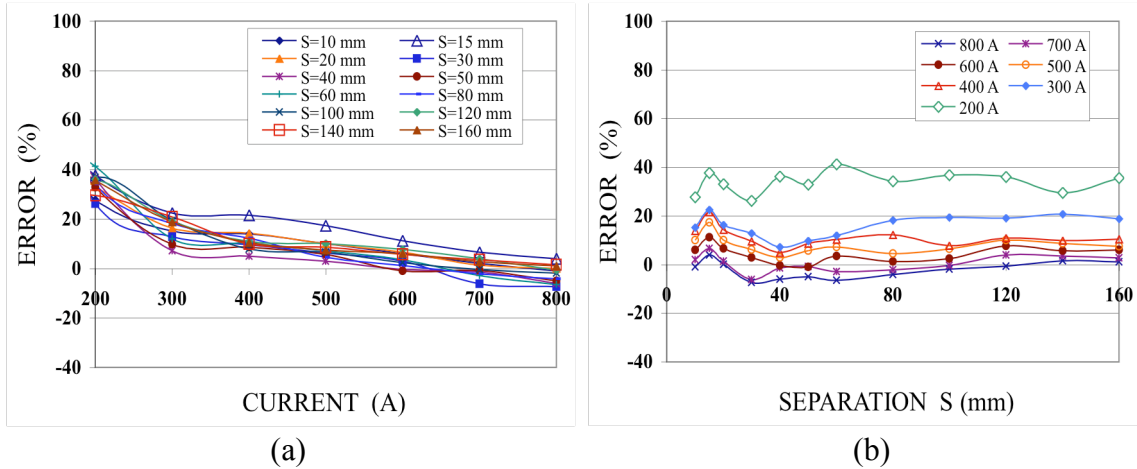 100
80
60
40
20
0
-20
-40
ERROR (%)
S=10 mm S=15 mm
S=20 mm S=30 mm
S=40 mm S=50 mm
S=60 mm S=80 mm
S=100 mm S=120 mm
S=140 mm S=160 mm
200 300 400 500 600 700 800
CURRENT (A)
(a)
100
80
60
40
20
0
-20
-40
ERROR (%)
800 A 700 A
600 A 500 A
400 A 300 A
200 A
0 40 80 120 160
SEPARATION S (mm)
(b)